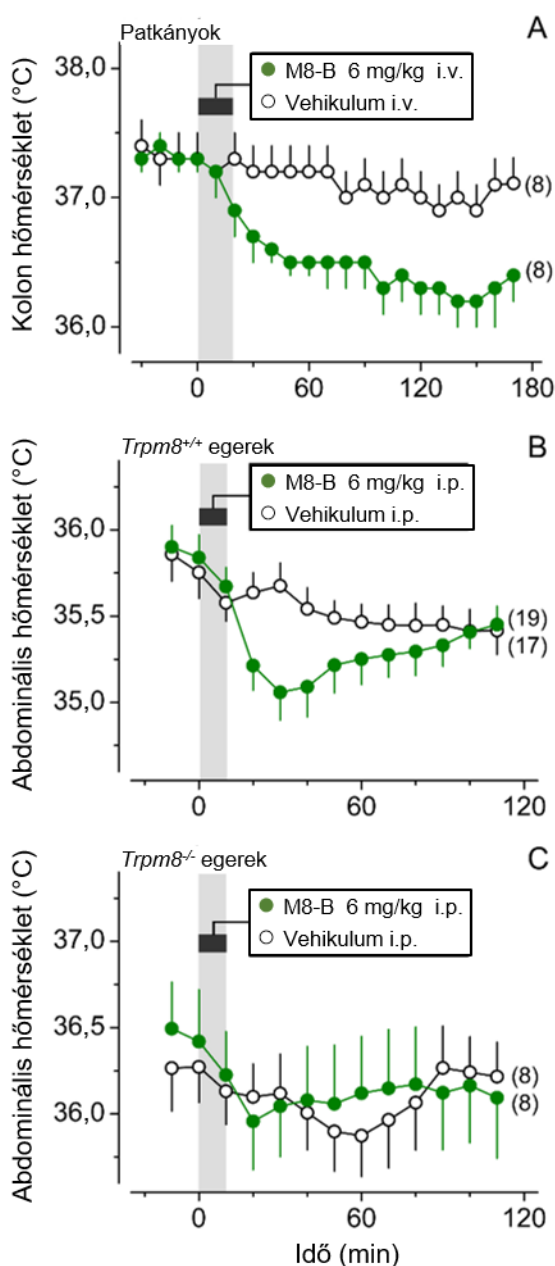 Patkányok
A
M8-B 6 mg/kg i.v.
Vehikulum i.v.
Kolon hőmérséklet (°C)
38,0
37,0
36,0
(8)
(8)
0 60 120 180
B
Trpm8+/+ egerek
M8-B 6 mg/kg i.p.
Vehikulum i.p.
Abdominális hőmérséklet (°C)
36,0
35,5
35,0
(19)
(17)
0 60 120
C
Trpm8-/- egerek
M8-B 6 mg/kg i.p.
Vehikulum i.p.
Abdominális hőmérséklet (°C)
37,0
36,5
36,0
(8)
(8)
0 60 120
Idő (min)